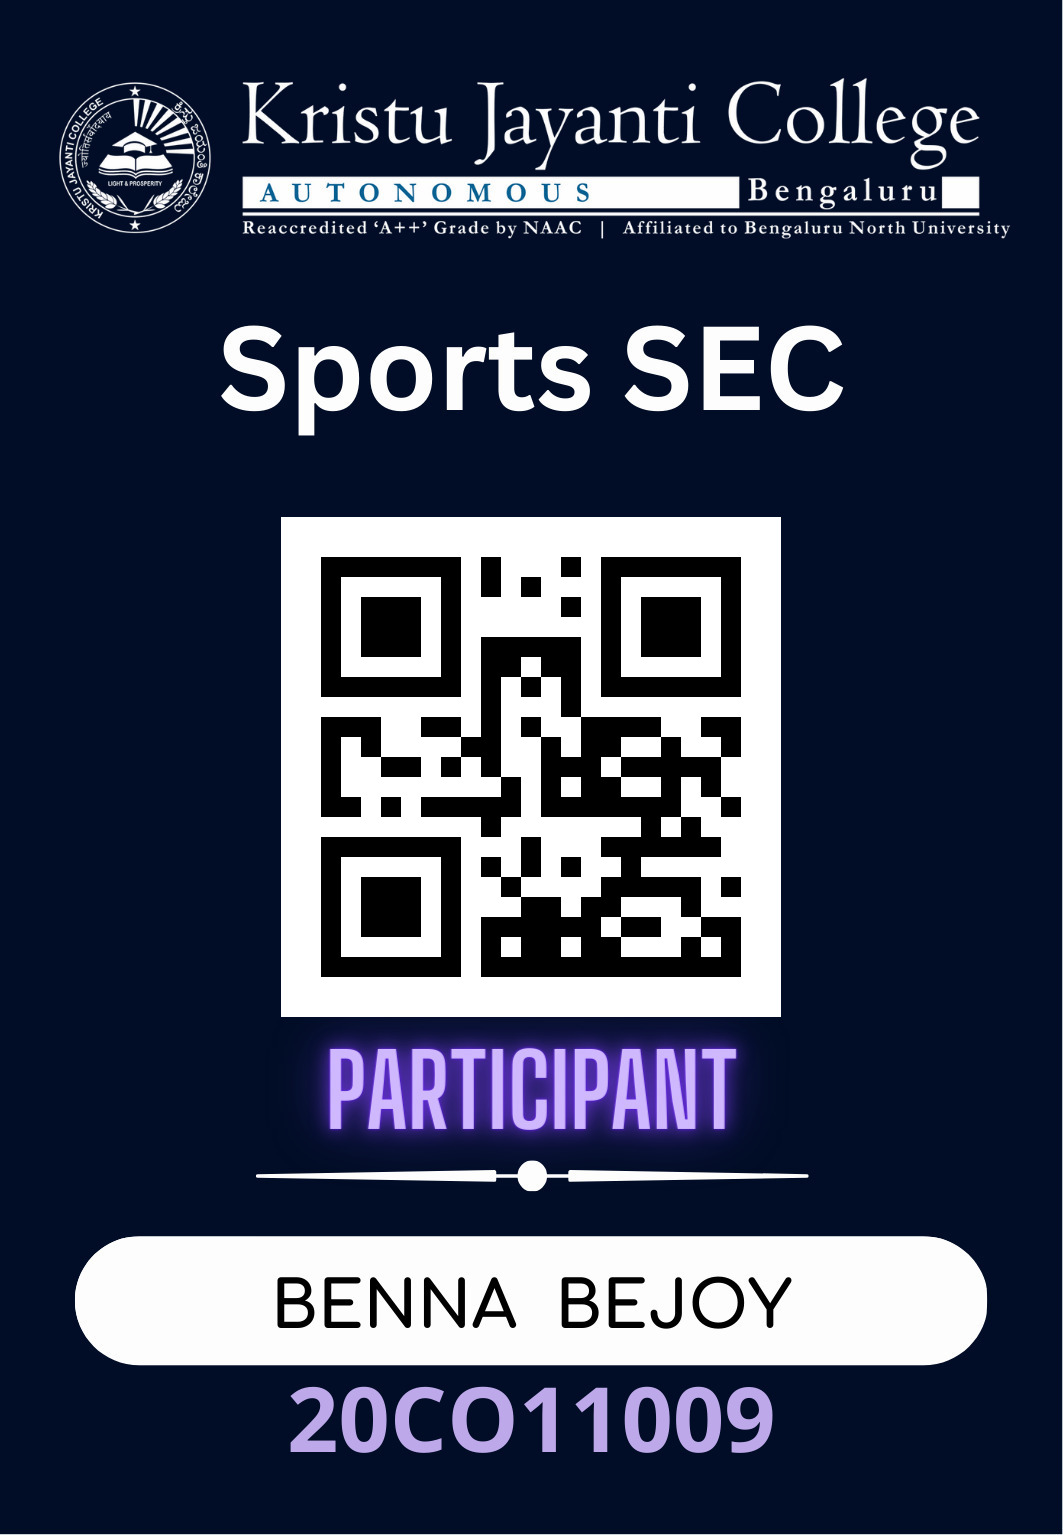 KRISTU JAYANTI COLLEGE
LIGHT & PROSPERITY
Kristu Jayanti College
AUTONOMOUS Bengaluru
Reaccredited ‘A++’ Grade by NAAC | Affiliated to Bengaluru North University
Sports SEC
PARTICIPANT
BENNA BEJOY
20CO11009